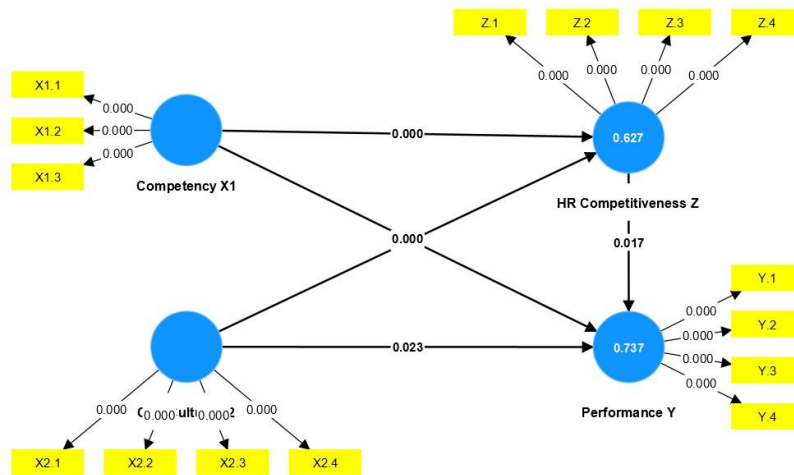 Z.1 Z.2 Z.3 Z.4
0.000 0.000 0.000 0.000
X1.1
0.000
X1.2
0.000
X1.3
0.000
Competency X1
0.000
0.627
HR Competitiveness Z
0.000
0.017
0.023
0.737
Performance Y
Y.1
0.000
Y.2
0.000
Y.3
0.000
Y.4
0.000
0.000 0.000 0.000 0.000
X2.1 X2.2 X2.3 X2.4